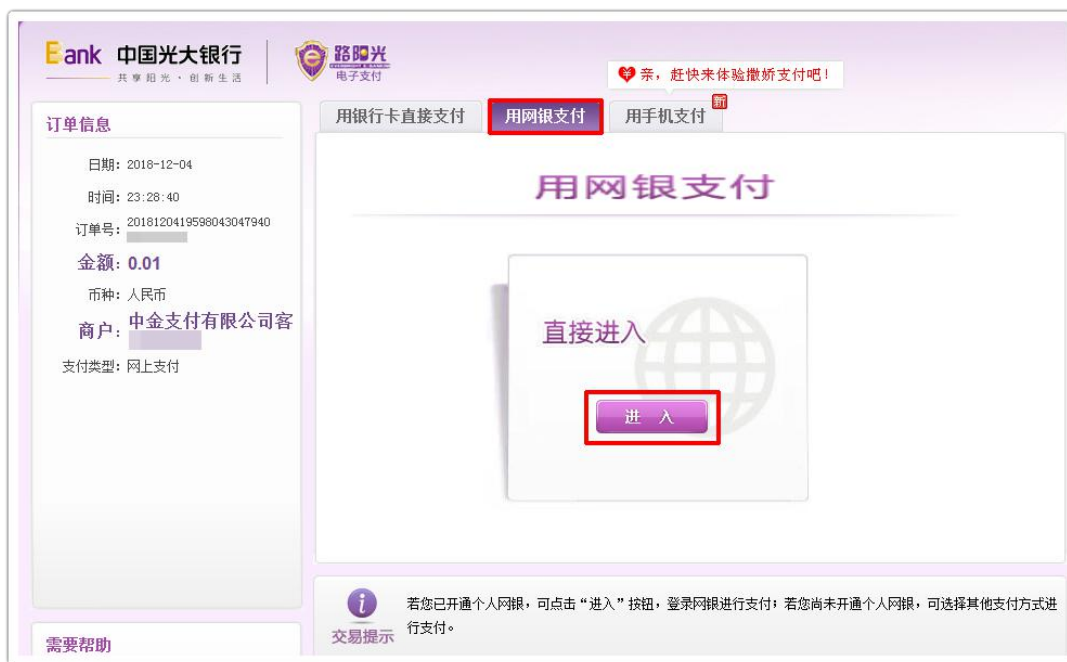 Bank 中国光大银行
共享阳光·创新生活
路阳光
电子支付
亲，赶快来体验撒娇支付吧！
用银行卡直接支付
用网银支付
用手机支付
新
订单信息
日期：2018-12-04
时间：23:28:40
订单号：2018120419598043047940
金额：0.01
币种：人民币
商户：中金支付有限公司客
支付类型：网上支付
用网银支付
直接进入
进 入
i
交易提示
若您已开通个人网银，可点击“进入”按钮，登录网银进行支付；若您尚未开通个人网银，可选择其他支付方式进
行支付。
需要帮助